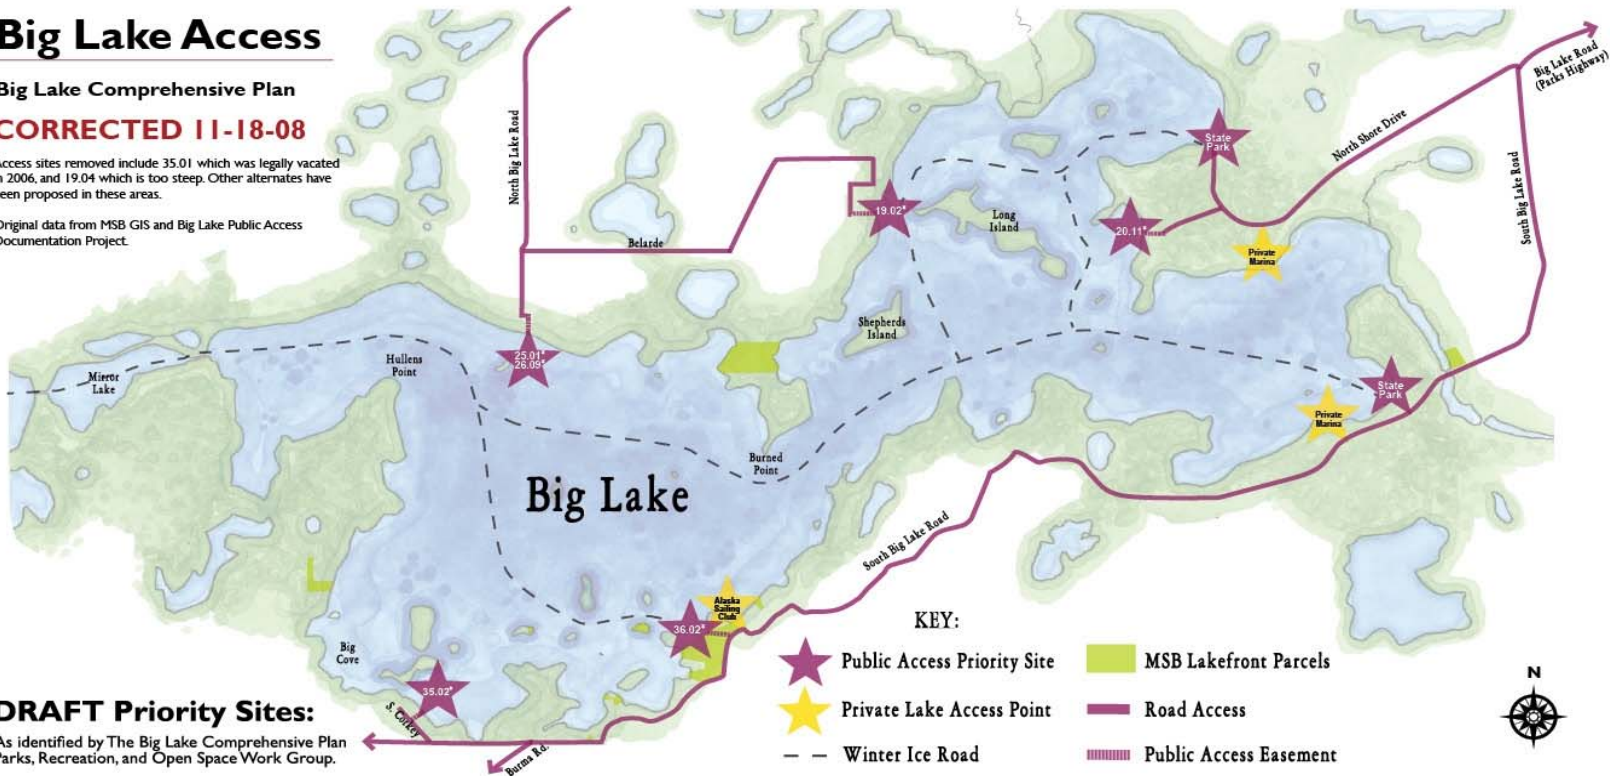 Big Lake Access
Big Lake Comprehensive Plan
CORRECTED 11-18-08
Access sites removed include 35.01 which was legally vacated
in 2006, and 19.04 which is too steep. Other alternates have
been proposed in these areas.
Original data from MSB GIS and Big Lake Public Access
Documentation Project.
North Big Lake Road
Belarde
19.02*
Long
Island
State
Park
20.11*
Private
Marina
North Shore Drive
Big Lake Road
(Parks Highway)
South Big Lake Road
Shepherds
Island
25.01*
26.09*
Hullens
Point
Mirror
Lake
State
Park
Private
Marina
Burned
Point
Big Lake
South Big Lake Road
Alaska
Sailing
Club
36.02*
Big
Cove
35.02*
S. Corkey
Burma Rd.
DRAFT Priority Sites:
As identified by The Big Lake Comprehensive Plan
Parks, Recreation, and Open Space Work Group.
KEY:
Public Access Priority Site
MSB Lakefront Parcels
Private Lake Access Point
Road Access
Winter Ice Road
Public Access Easement
N